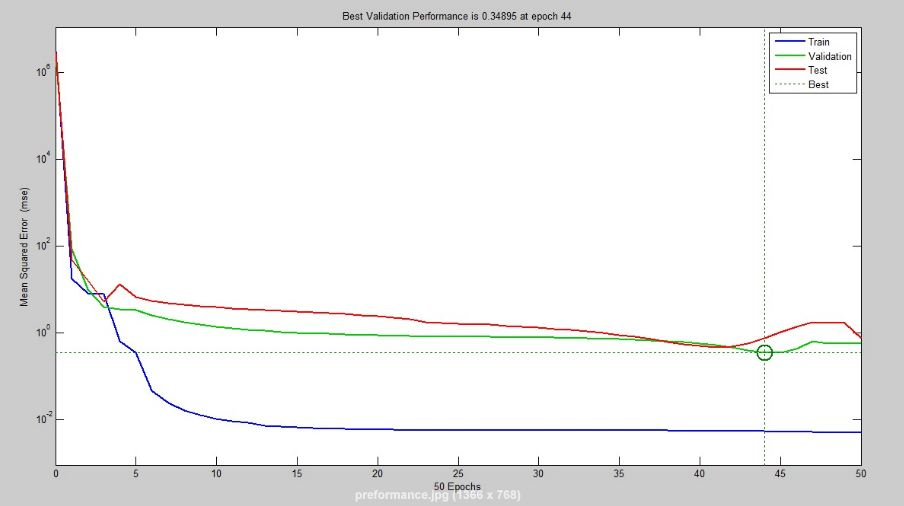 Best Validation Performance is 0.34895 at epoch 44
Train
Validation
Test
Best
Mean Squared Error (mse)
10^6
10^4
10^2
10^0
10^-2
0 5 10 15 20 25 30 35 40 45 50
50 Epochs
preformance.jpg (1366 x 768)